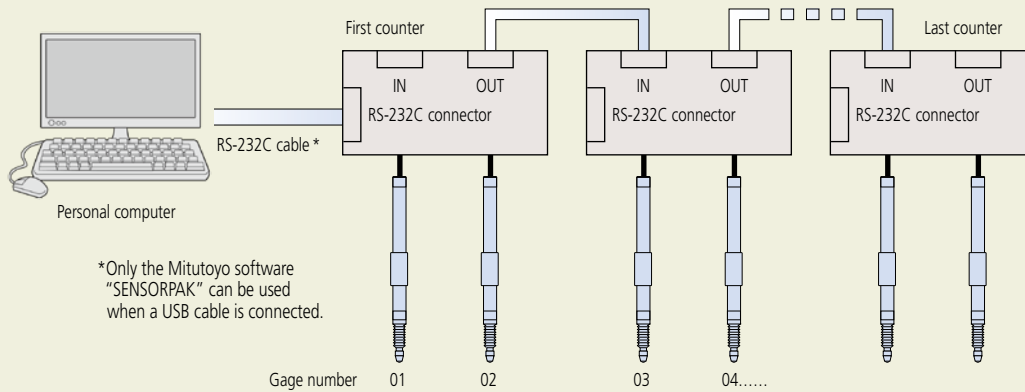 First counter
Last counter
IN OUT
IN OUT
IN OUT
RS-232C connector
RS-232C connector
RS-232C connector
RS-232C cable *
Personal computer
*Only the Mitutoyo software
“SENSORPAK” can be used
when a USB cable is connected.
Gage number 01 02 03 04......